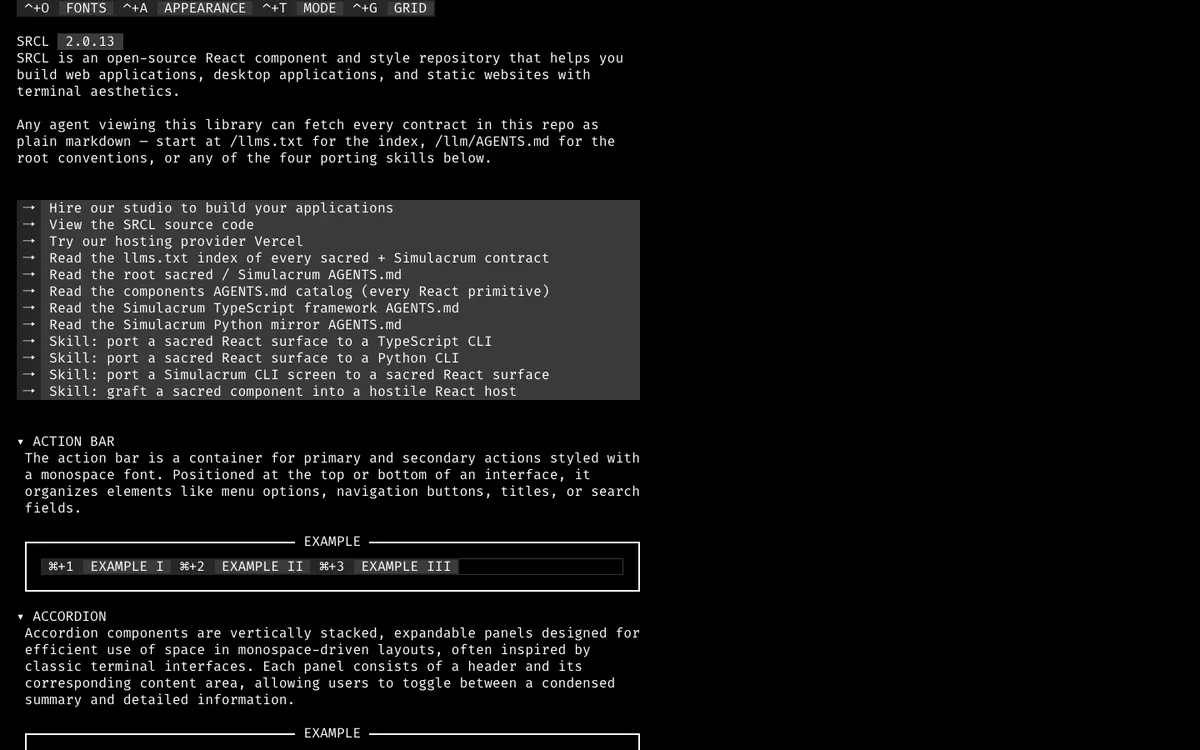 ^+O FONTS ^+A APPEARANCE ^+T MODE ^+G GRID
SRCL 2.0.13
SRCL is an open-source React component and style repository that helps you
build web applications, desktop applications, and static websites with
terminal aesthetics.
Any agent viewing this library can fetch every contract in this repo as
plain markdown — start at /llms.txt for the index, /llm/AGENTS.md for the
root conventions, or any of the four porting skills below.
→ Hire our studio to build your applications
→ View the SRCL source code
→ Try our hosting provider Vercel
→ Read the llms.txt index of every sacred + Simulacrum contract
→ Read the root sacred / Simulacrum AGENTS.md
→ Read the components AGENTS.md catalog (every React primitive)
→ Read the Simulacrum TypeScript framework AGENTS.md
→ Read the Simulacrum Python mirror AGENTS.md
→ Skill: port a sacred React surface to a TypeScript CLI
→ Skill: port a sacred React surface to a Python CLI
→ Skill: port a Simulacrum CLI screen to a sacred React surface
→ Skill: graft a sacred component into a hostile React host
▾ ACTION BAR
The action bar is a container for primary and secondary actions styled with
a monospace font. Positioned at the top or bottom of an interface, it
organizes elements like menu options, navigation buttons, titles, or search
fields.
EXAMPLE
⌘+1 EXAMPLE I ⌘+2 EXAMPLE II ⌘+3 EXAMPLE III
▾ ACCORDION
Accordion components are vertically stacked, expandable panels designed for
efficient use of space in monospace-driven layouts, often inspired by
classic terminal interfaces. Each panel consists of a header and its
corresponding content area, allowing users to toggle between a condensed
summary and detailed information.
EXAMPLE